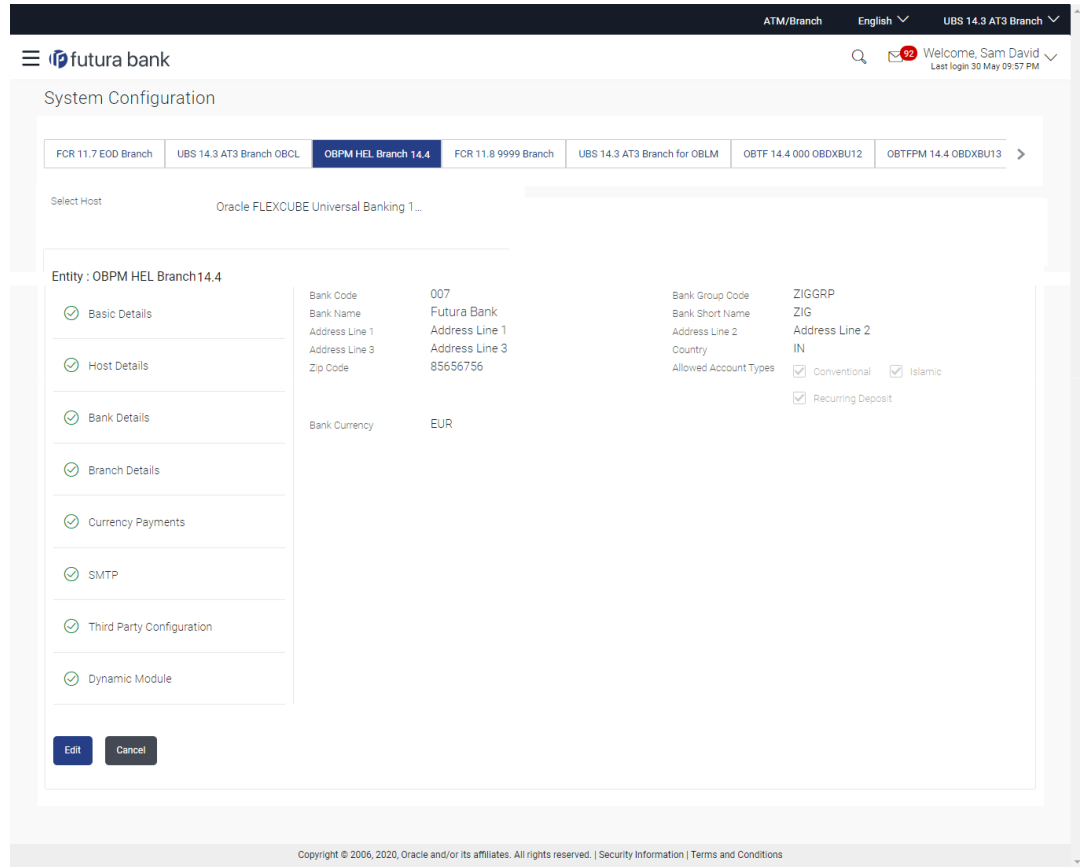 ATM/Branch English UBS 14.3 AT3 Branch
futura bank 92 Welcome, Sam David
Last login 30 May 09:57 PM
System Configuration
FCR 11.7 EOD Branch UBS 14.3 AT3 Branch OBCL OBPM HEL Branch 14.4 FCR 11.8 9999 Branch UBS 14.3 AT3 Branch for OBLM OBTF 14.4 000 OBDXBU12 OBTFPM 14.4 OBDXBU13
Select Host Oracle FLEXCUBE Universal Banking 1...
Entity : OBPM HEL Branch14.4
Basic Details
Host Details
Bank Details
Branch Details
Currency Payments
SMTP
Third Party Configuration
Dynamic Module
Bank Code 007 Bank Group Code ZIGGRP
Bank Name Futura Bank Bank Short Name ZIG
Address Line 1 Address Line 1 Address Line 2 Address Line 2
Address Line 3 Address Line 3 Country IN
Zip Code 85656756 Allowed Account Types Conventional Islamic
Recurring Deposit
Bank Currency EUR
Edit Cancel
Copyright © 2006, 2020, Oracle and/or its affiliates. All rights reserved. | Security Information | Terms and Conditions